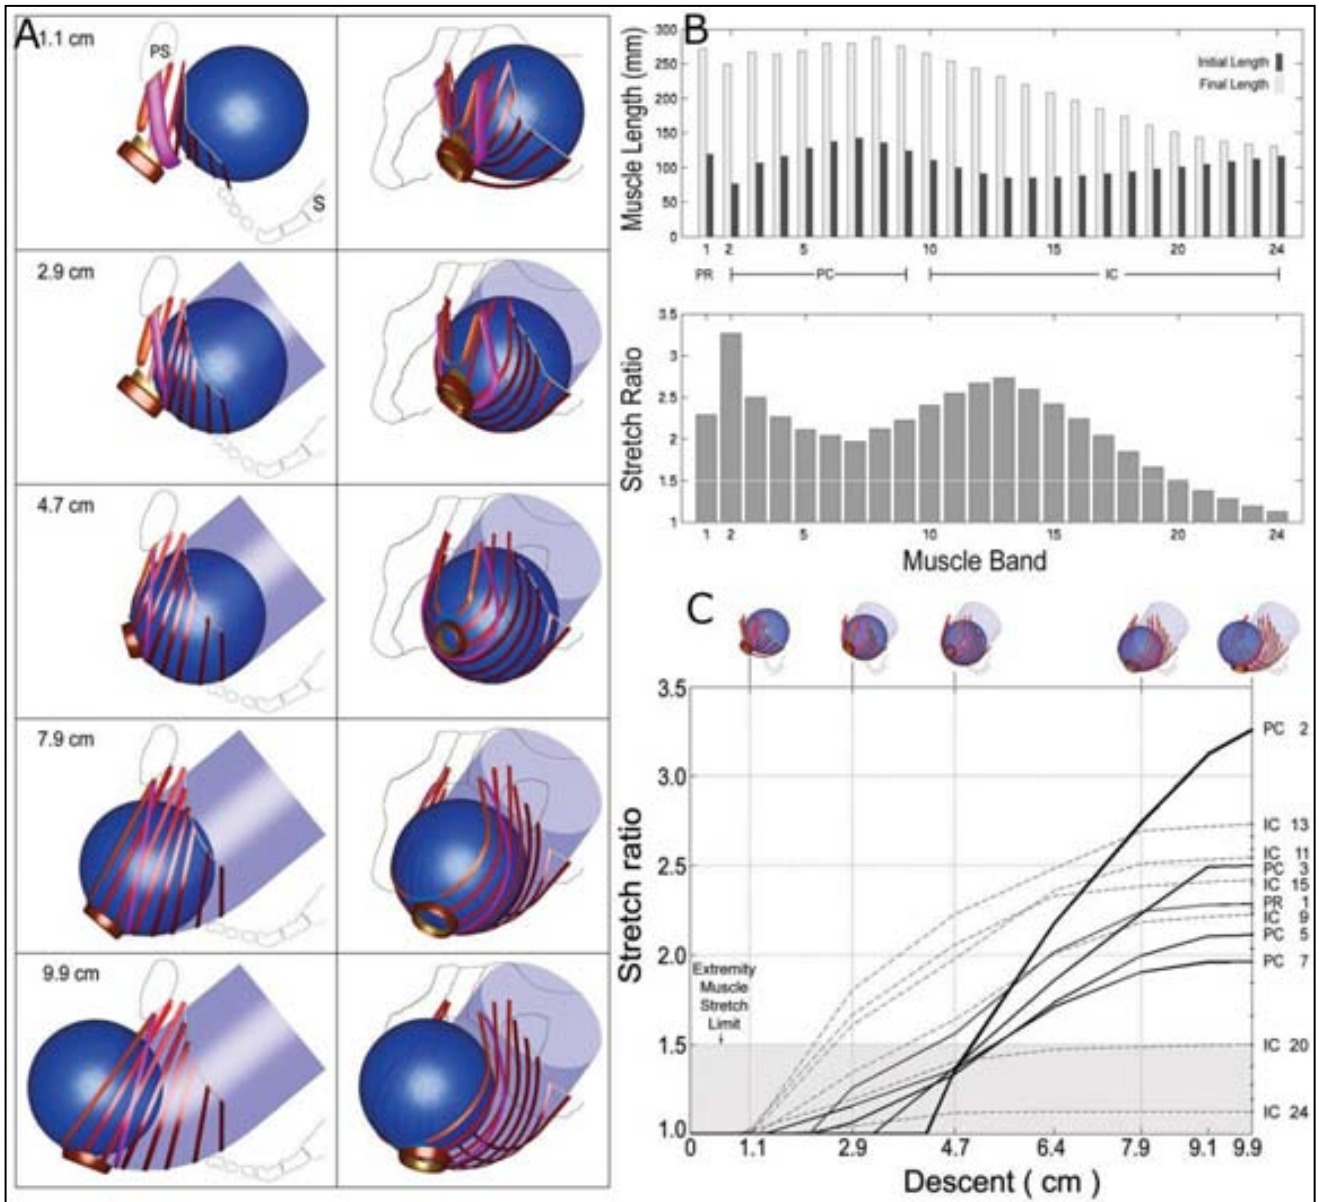 A
1.1 cm
PS
S
2.9 cm
4.7 cm
7.9 cm
9.9 cm
B
Muscle Length (mm)
300
250
200
150
100
50
0
Initial Length
Final Length
1 2 5 10 15 20 24
PR PC IC
Stretch Ratio
3.5
3
2.5
2
1.5
1
1 2 5 10 15 20 24
Muscle Band
C
Stretch ratio
3.5
3.0
2.5
2.0
1.5
1.0
Extremity
Muscle
Stretch
Limit
PC 2
IC 13
IC 11
PC 3
IC 15
PR 1
IC 9
PC 5
PC 7
IC 20
IC 24
0 1.1 2.9 4.7 6.4 7.9 9.1 9.9
Descent ( cm )